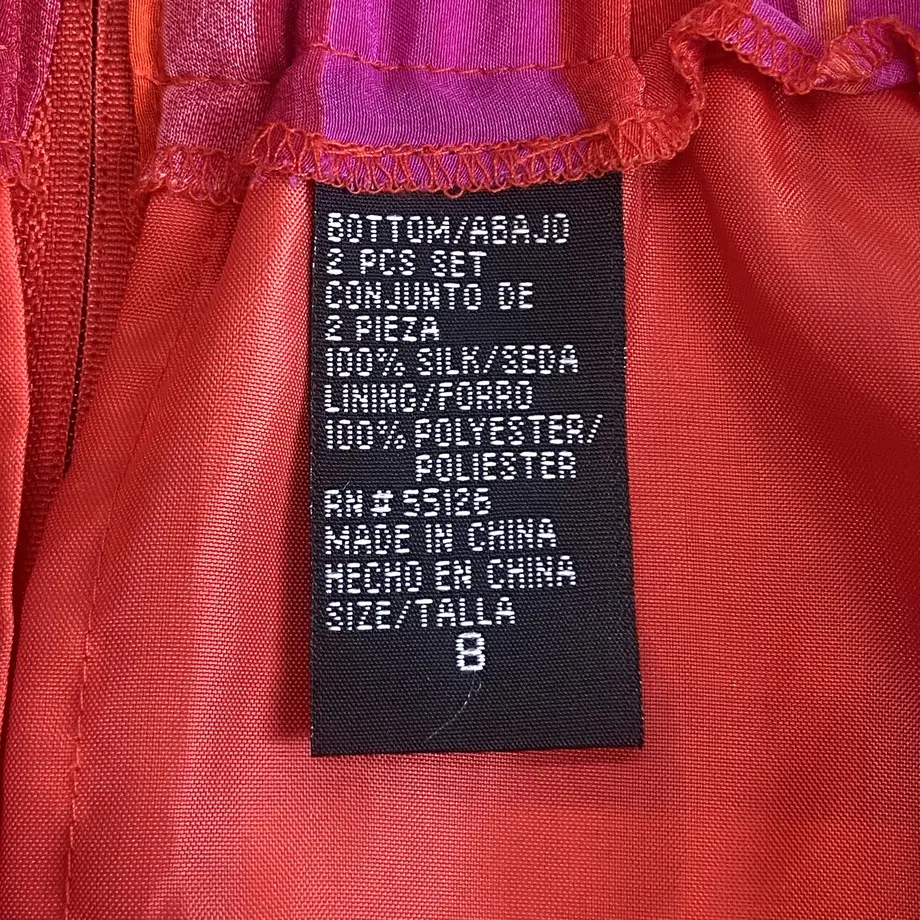 BOTTOM/ABAJO
2 PCS SET
CONJUNTO DE
2 PIEZA
100% SILK/SEDA
LINING/FORRO
100% POLYESTER/
POLIESTER
RN# 55126
MADE IN CHINA
HECHO EN CHINA
SIZE/TALLA
8